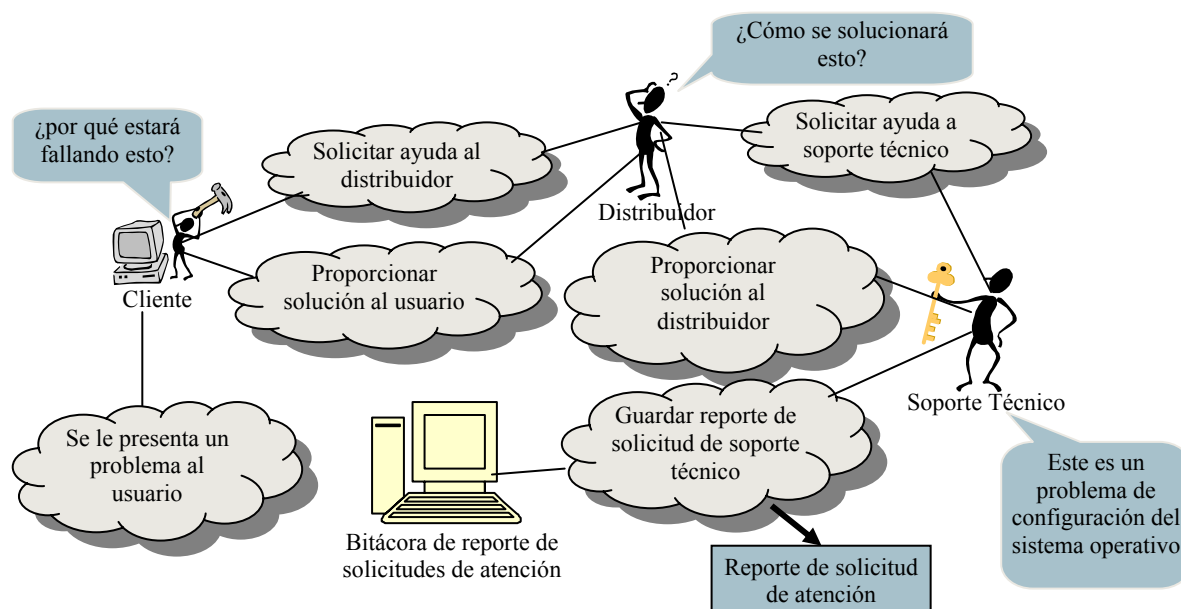 ¿Cómo se solucionará
esto?
¿por qué estará
fallando esto?
Solicitar ayuda al
distribuidor
?
Solicitar ayuda a
soporte técnico
Distribuidor
Proporcionar
solución al usuario
Proporcionar
solución al
distribuidor
Cliente
Soporte Técnico
Se le presenta un
problema al
usuario
Guardar reporte de
solicitud de soporte
técnico
Este es un
problema de
configuración del
sistema operativo
Bitácora de reporte de
solicitudes de atención
Reporte de solicitud
de atención